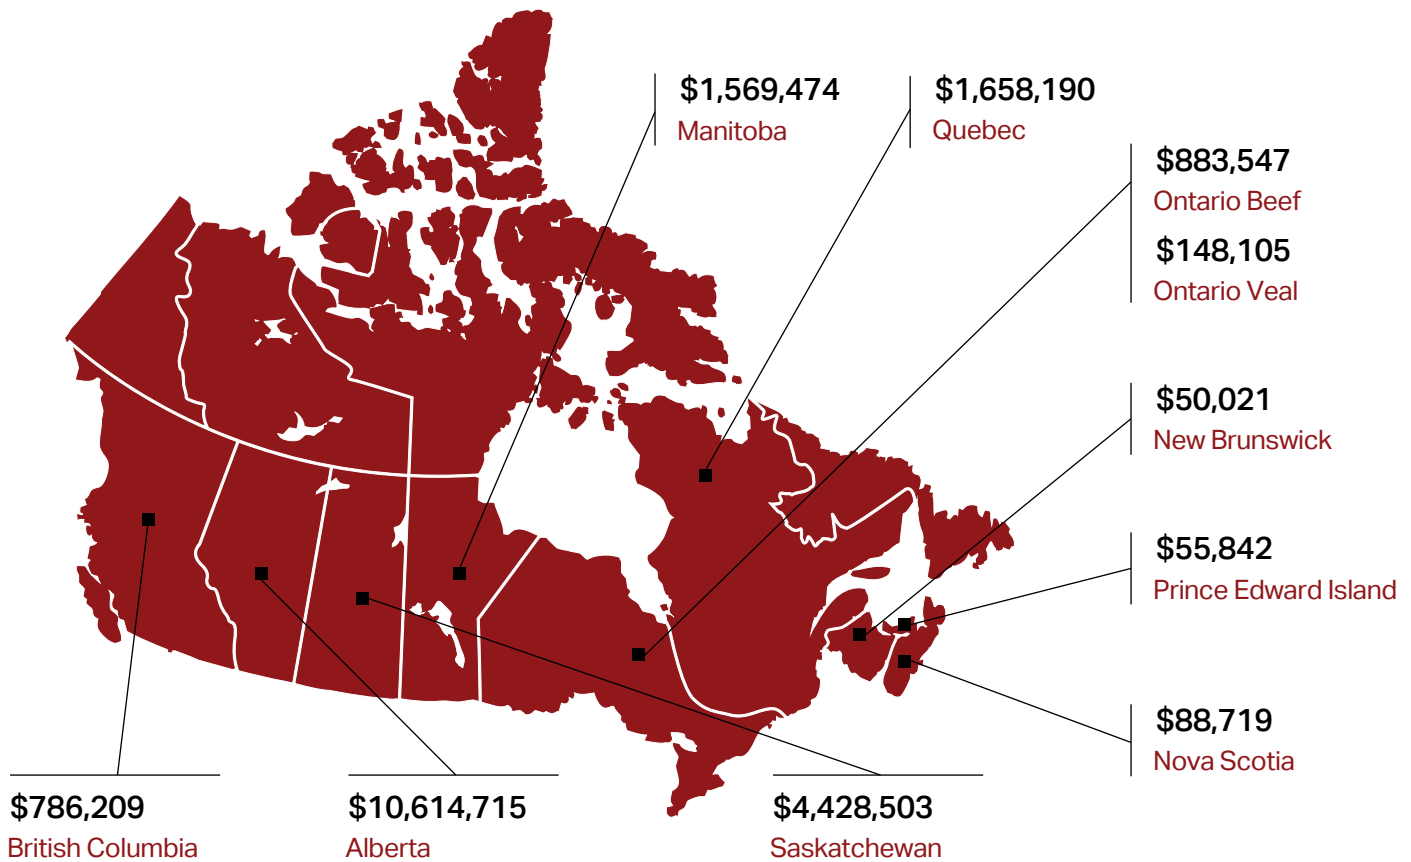 $1,569,474
Manitoba
$1,658,190
Quebec
$883,547
Ontario Beef
$148,105
Ontario Veal
$50,021
New Brunswick
$55,842
Prince Edward Island
$88,719
Nova Scotia
$786,209
British Columbia
$10,614,715
Alberta
$4,428,503
Saskatchewan